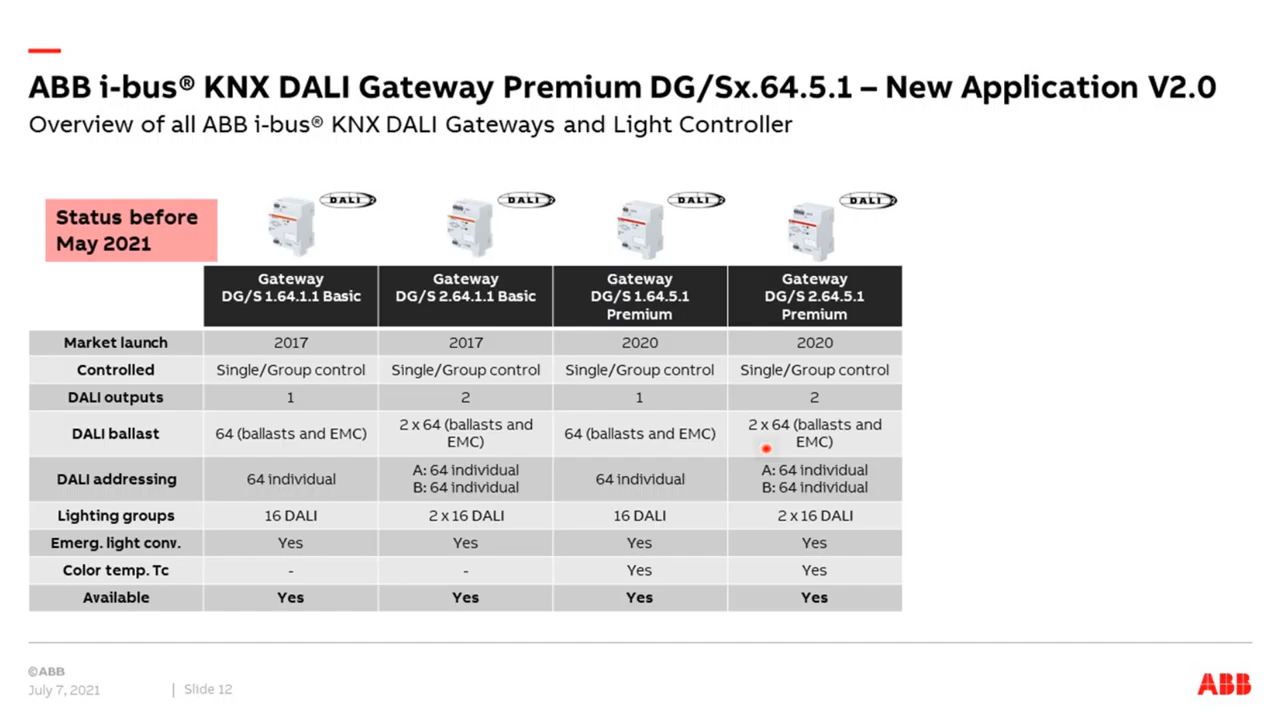 ABB i-bus® KNX DALI Gateway Premium DG/Sx.64.5.1 – New Application V2.0
Overview of all ABB i-bus® KNX DALI Gateways and Light Controller
Status before
May 2021
DALI 2 DALI 2 DALI 2 DALI 2
Gateway
DG/S 1.64.1.1 Basic
Gateway
DG/S 2.64.1.1 Basic
Gateway
DG/S 1.64.5.1
Premium
Gateway
DG/S 2.64.5.1
Premium
Market launch 2017 2017 2020 2020
Controlled Single/Group control Single/Group control Single/Group control Single/Group control
DALI outputs 1 2 1 2
DALI ballast 64 (ballasts and EMC) 2 x 64 (ballasts and
EMC) 64 (ballasts and EMC) 2 x 64 (ballasts and
EMC)
DALI addressing 64 individual A: 64 individual
B: 64 individual 64 individual A: 64 individual
B: 64 individual
Lighting groups 16 DALI 2 x 16 DALI 16 DALI 2 x 16 DALI
Emerg. light conv. Yes Yes Yes Yes
Color temp. Tc - - Yes Yes
Available Yes Yes Yes Yes
©ABB
July 7, 2021 | Slide 12
ABB